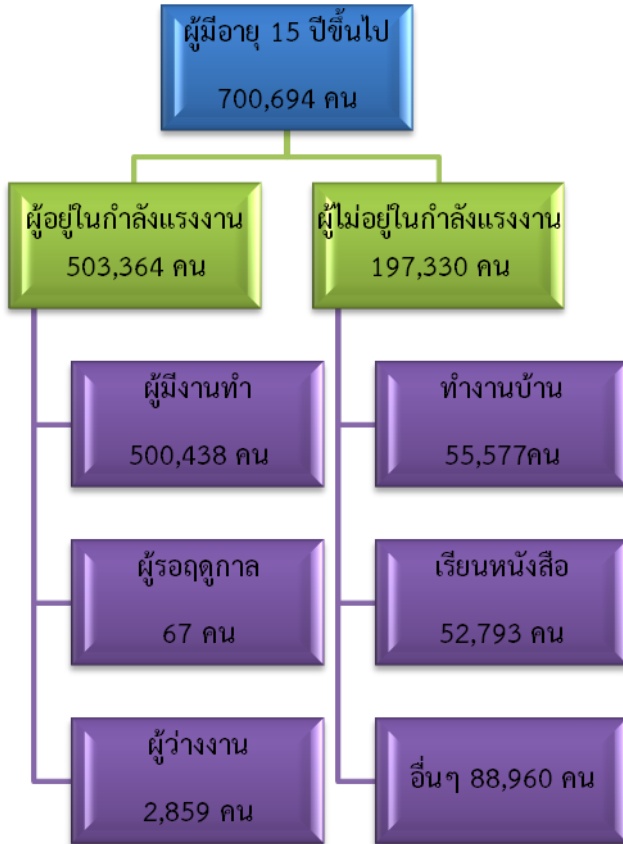 ผู้มีอายุ 15 ปีขึ้นไป
700,694 คน
ผู้อยู่ในกำลังแรงงาน
503,364 คน
ผู้ไม่อยู่ในกำลังแรงงาน
197,330 คน
ผู้มีงานทำ
500,438 คน
ผู้รอฤดูกาล
67 คน
ผู้ว่างงาน
2,859 คน
ทำงานบ้าน
55,577คน
เรียนหนังสือ
52,793 คน
อื่นๆ 88,960 คน